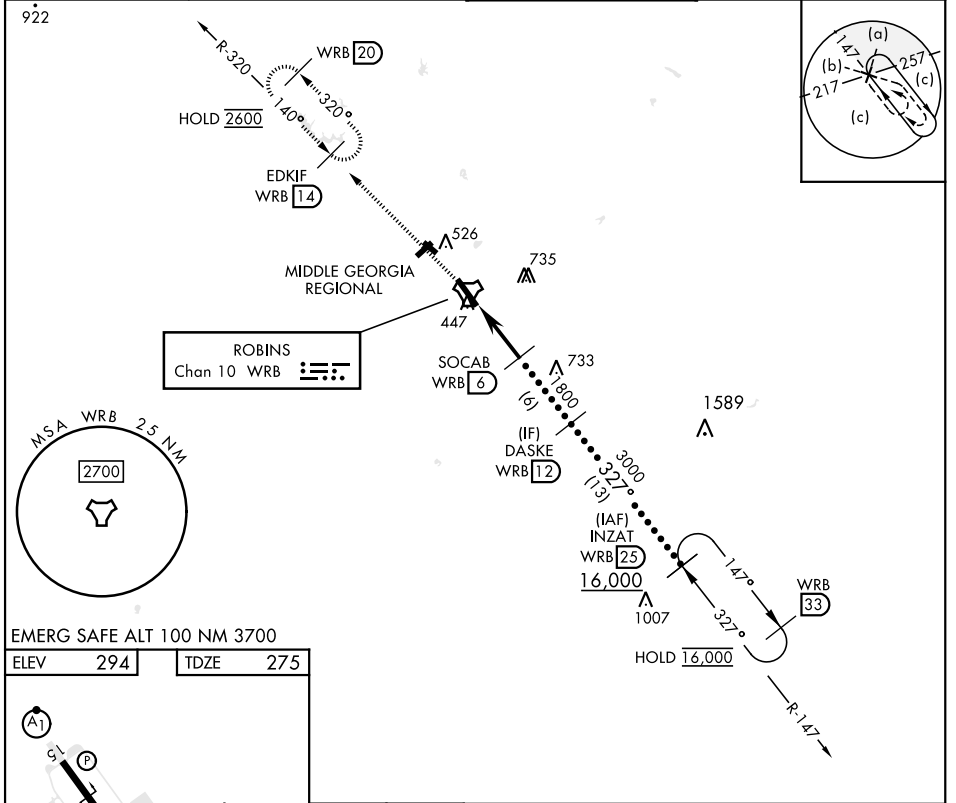 922
R-320
WRB 20
320°
140°
HOLD 2600
EDKIF
WRB 14
147
(a)
257
(b)
(c)
217
(c)
526
735
MIDDLE GEORGIA
REGIONAL
447
ROBINS
Chan 10 WRB
SOCAB
WRB 6
733
1800
(6)
1589
(IF)
DASKE
WRB 12
3000
327°
(13)
MSA WRB 25 NM
2700
(IAF)
INZAT
WRB 25
16,000
1007
147°
327°
WRB
33
HOLD 16,000
R-147
EMERG SAFE ALT 100 NM 3700
ELEV 294
TDZE 275
A1
P
15